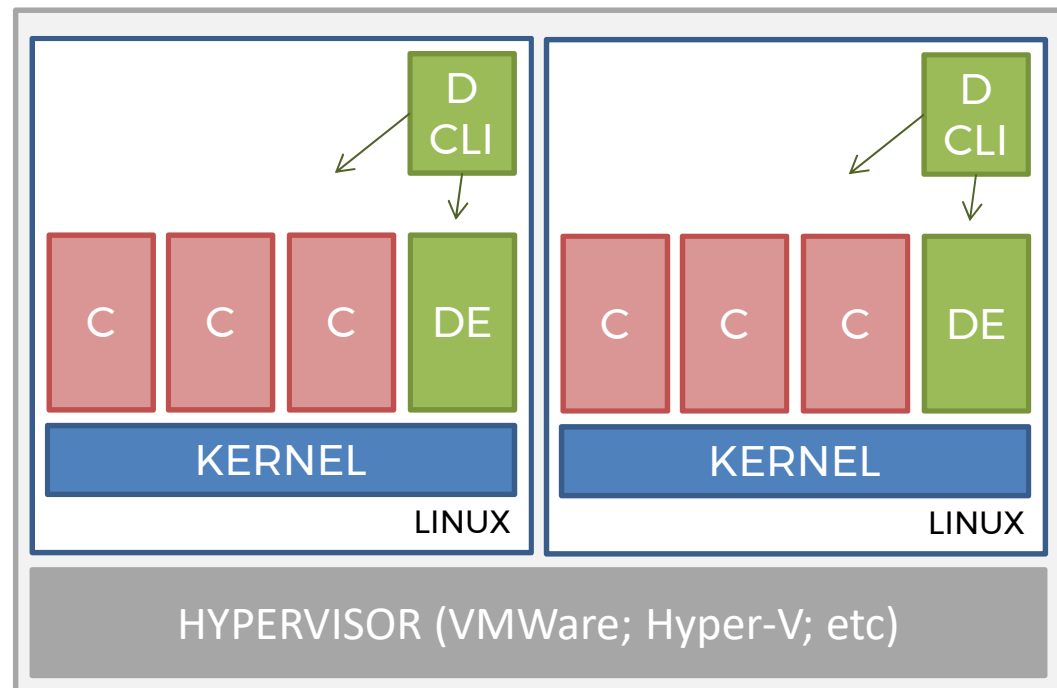 D
CLI
C
C
C
DE
KERNEL
LINUX
D
CLI
C
C
C
DE
KERNEL
LINUX
HYPERVISOR (VMWare; Hyper-V; etc)